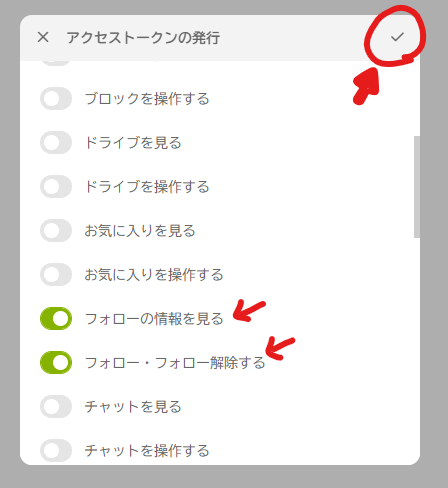 アクセストークンの発行
ブロックを操作する
ドライブを見る
ドライブを操作する
お気に入りを見る
お気に入りを操作する
フォローの情報を見る
フォロー・フォロー解除する
チャットを見る
チャットを操作する